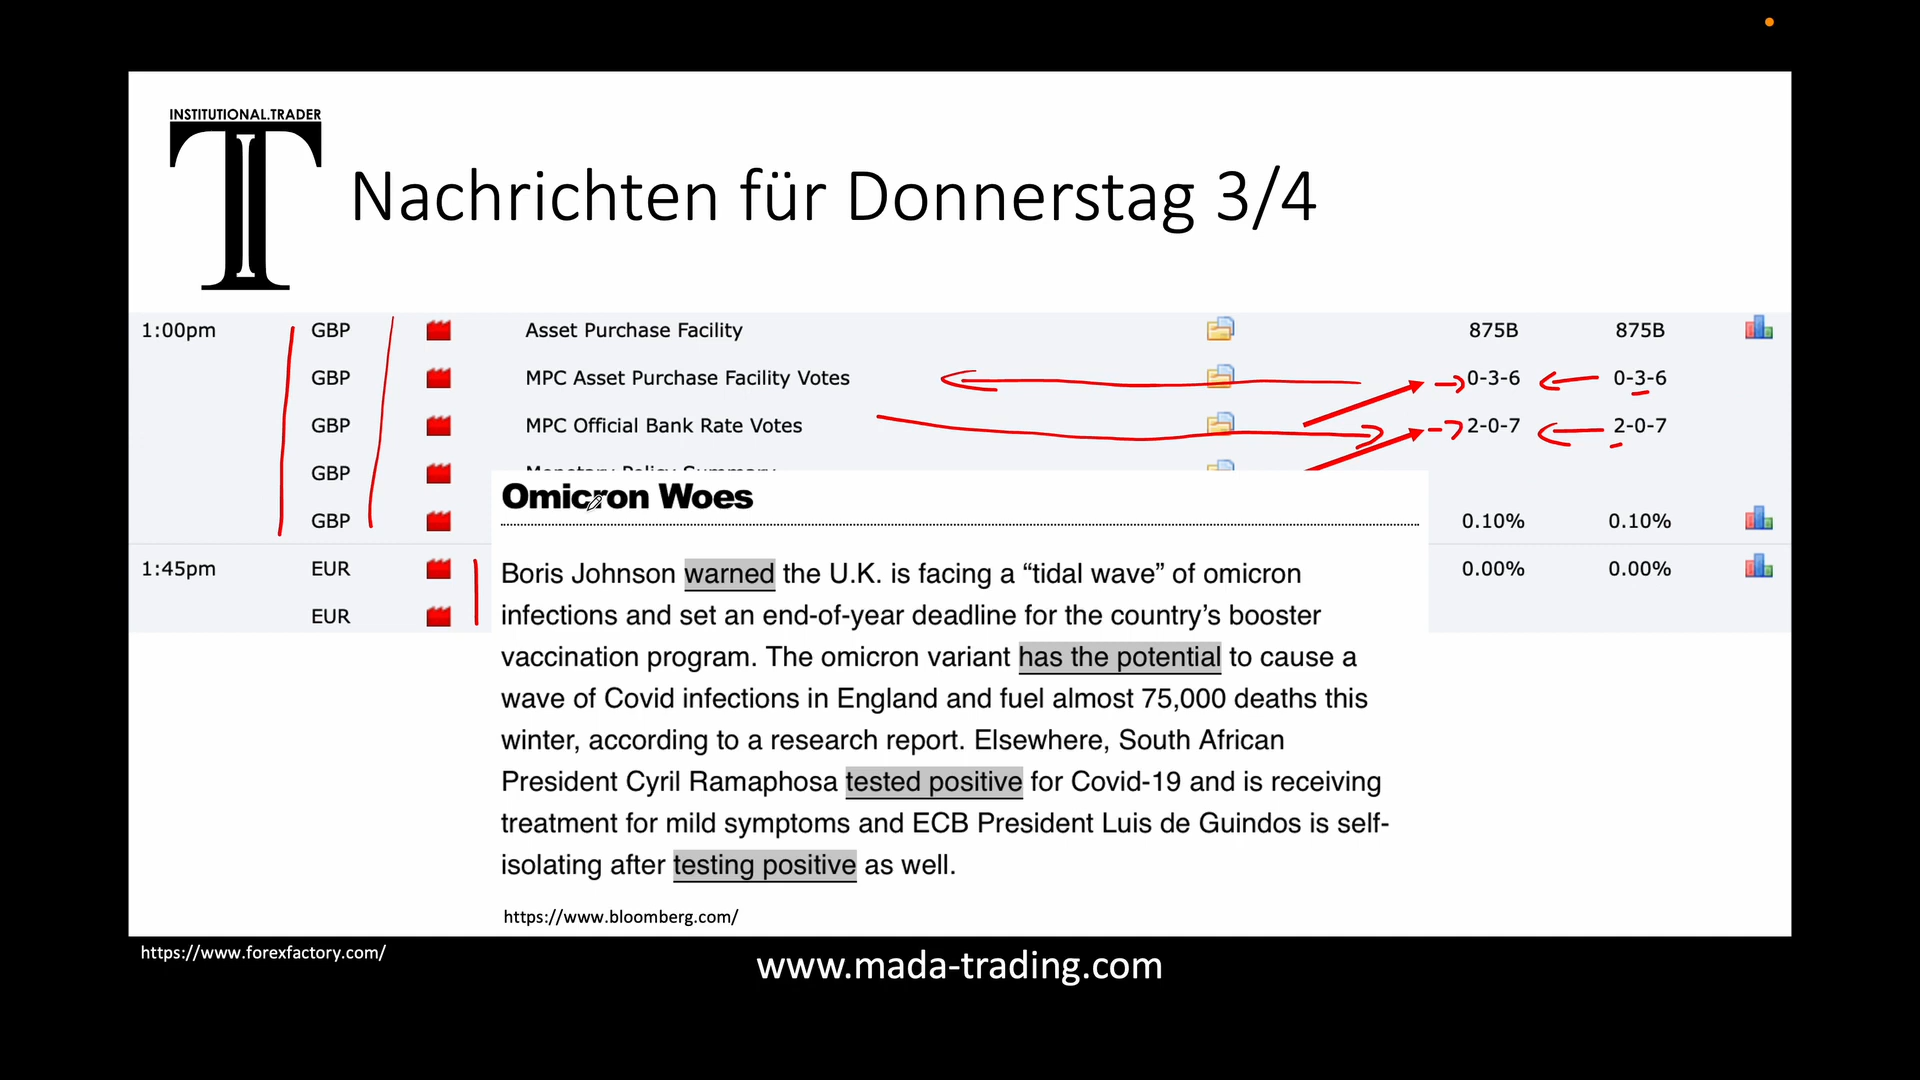 INSTITUTIONAL.TRADER
Nachrichten für Donnerstag 3/4
1:00pm GBP Asset Purchase Facility 875B 875B
GBP MPC Asset Purchase Facility Votes 0-3-6 0-3-6
GBP MPC Official Bank Rate Votes 2-0-7 2-0-7
GBP Monetary Policy Summary
GBP 0.10% 0.10%
1:45pm EUR 0.00% 0.00%
EUR
Omicron Woes
Boris Johnson warned the U.K. is facing a “tidal wave” of omicron
infections and set an end-of-year deadline for the country’s booster
vaccination program. The omicron variant has the potential to cause a
wave of Covid infections in England and fuel almost 75,000 deaths this
winter, according to a research report. Elsewhere, South African
President Cyril Ramaphosa tested positive for Covid-19 and is receiving
treatment for mild symptoms and ECB President Luis de Guindos is self-
isolating after testing positive as well.
https://www.bloomberg.com/
https://www.forexfactory.com/
www.mada-trading.com